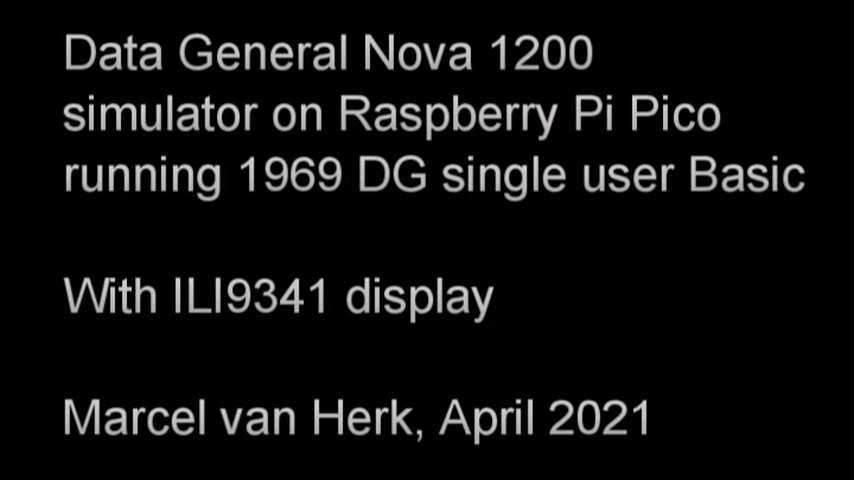 Data General Nova 1200
simulator on Raspberry Pi Pico
running 1969 DG single user Basic
With ILI9341 display
Marcel van Herk, April 2021